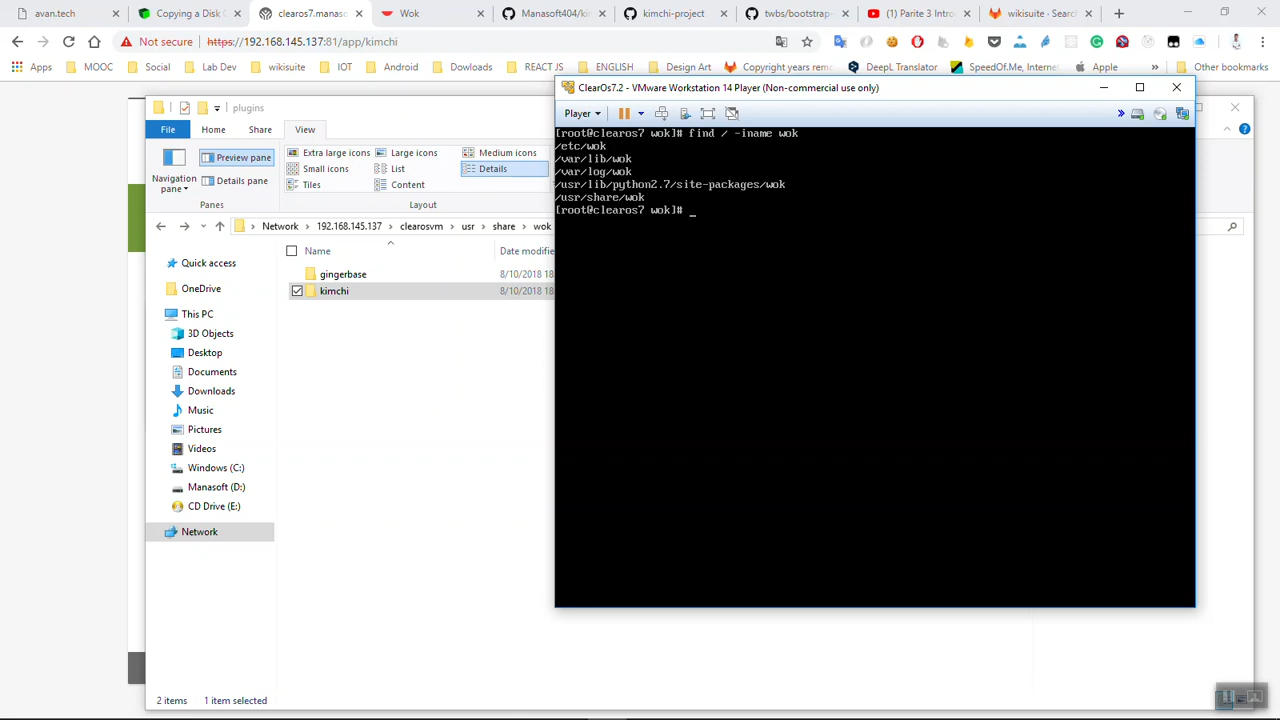 avan.tech
Copying a Disk C
clearos7.manaso
Wok
Manasoft404/kin
kimchi-project
twbs/bootstrap-
(1) Parite 3 Intro
wikisuite · Searc
Not secure
https://192.168.145.137:81/app/kimchi
Apps
MOOC
Social
Lab Dev
wikisuite
IOT
Android
Dowloads
REACT JS
ENGLISH
Design Art
Copyright years rem
DeepL Translator
SpeedOf.Me, Internet
Apple
»
Other bookmarks
plugins
File
Home
Share
View
Navigation
pane
Preview pane
Details pane
Panes
Extra large icons
Large icons
Medium icons
Small icons
List
Details
Tiles
Content
Layout
Network
192.168.145.137
clearosvm
usr
share
wok
Name
Date modifie
gingerbase
8/10/2018 18
kimchi
8/10/2018 18
Quick access
OneDrive
This PC
3D Objects
Desktop
Documents
Downloads
Music
Pictures
Videos
Windows (C:)
Manasoft (D:)
CD Drive (E:)
Network
2 items
1 item selected
ClearOs7.2 - VMware Workstation 14 Player (Non-commercial use only)
Player
»
[root@clearos7 wok]# find / -iname wok
/etc/wok
/var/lib/wok
/var/log/wok
/usr/lib/python2.7/site-packages/wok
/usr/share/wok
[root@clearos7 wok]# _